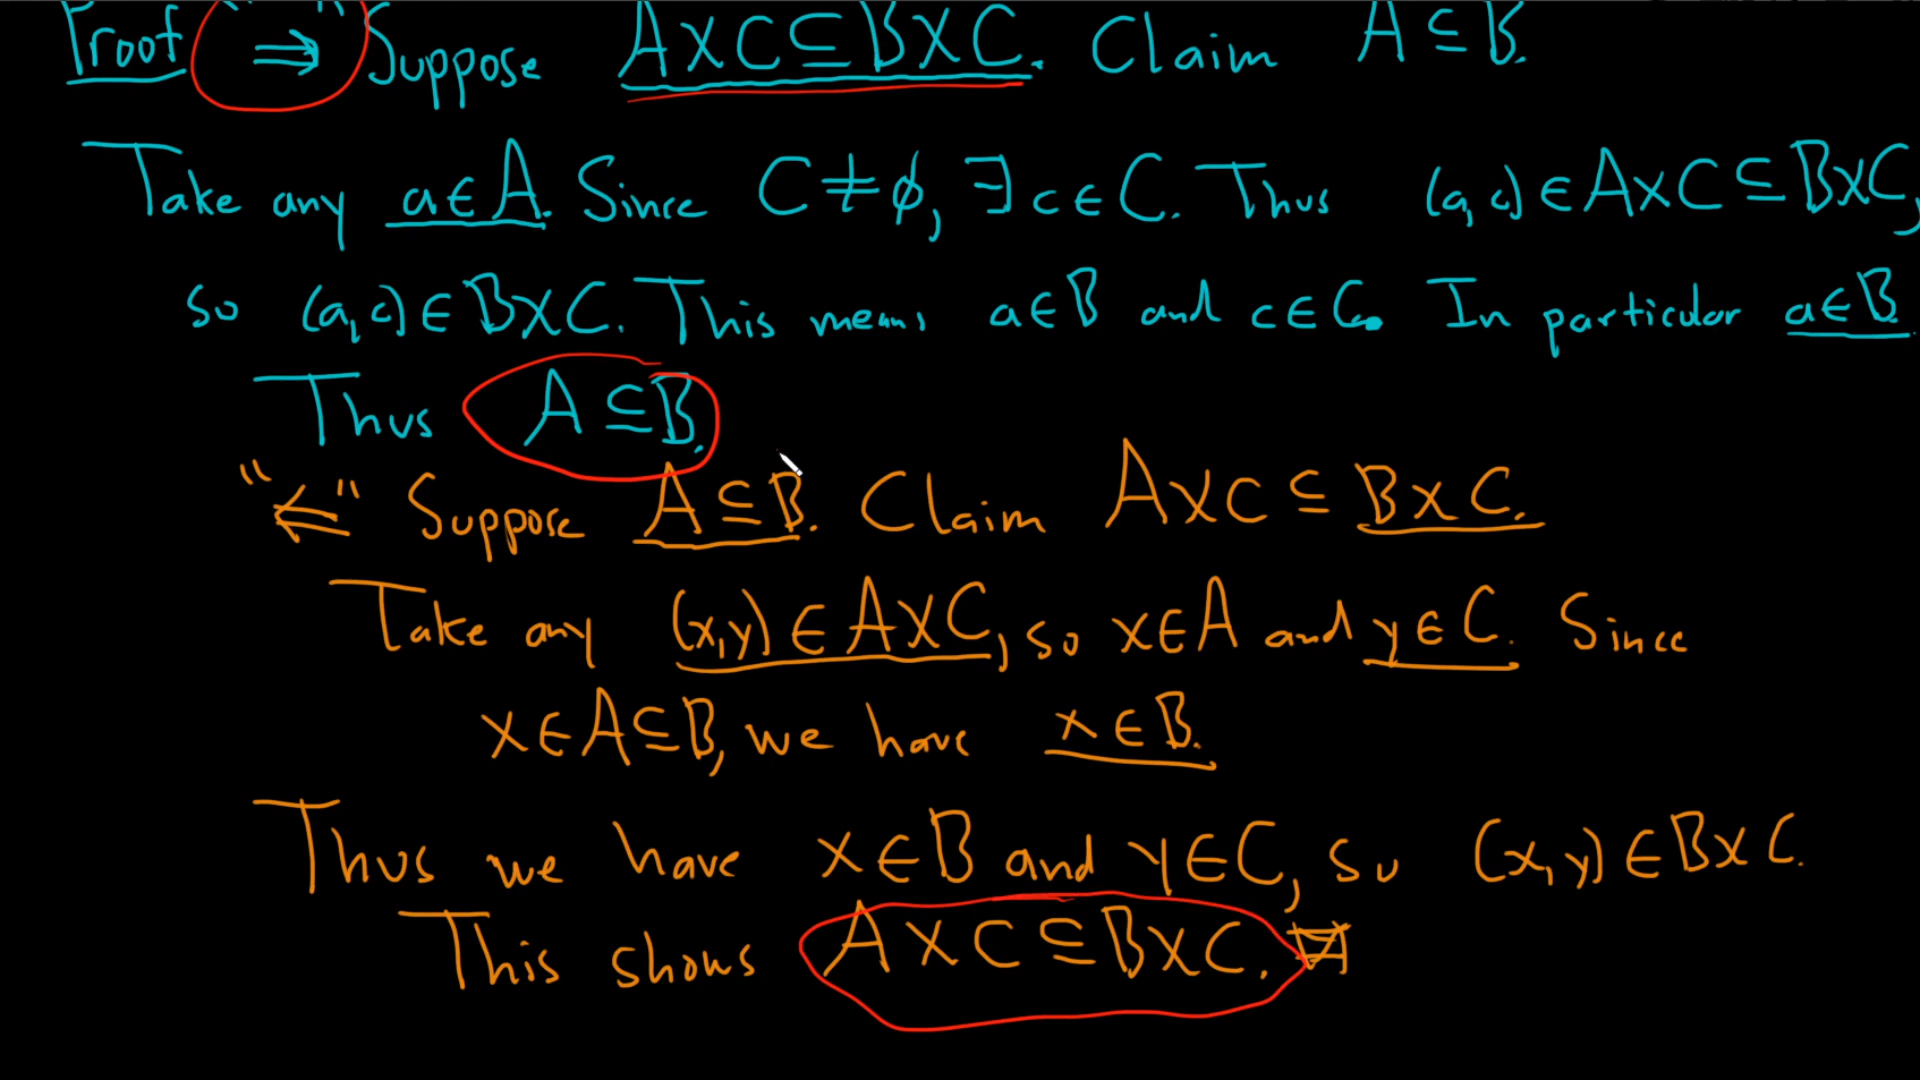 Proof "⇒" Suppose A×C⊆B×C. Claim A⊆B.
Take any a∈A. Since C≠∅, ∃c∈C. Thus (a,c)∈A×C⊆B×C,
so (a,c)∈B×C. This means a∈B and c∈C. In particular a∈B.
Thus A⊆B.
"⇐" Suppose A⊆B. Claim A×C⊆B×C.
Take any (x,y)∈A×C, so x∈A and y∈C. Since
x∈A⊆B, we have x∈B.
Thus we have x∈B and y∈C, so (x,y)∈B×C.
This shows A×C⊆B×C.